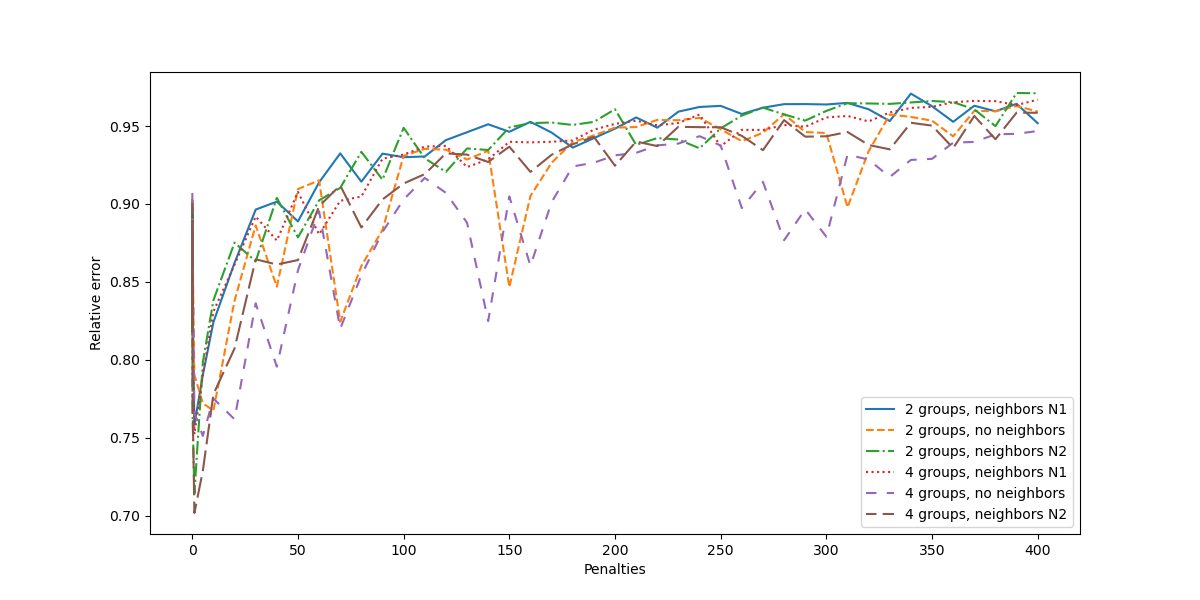 Relative error
0.95
0.90
0.85
0.80
0.75
0.70
0
50
100
150
200
250
300
350
400
Penalties
2 groups, neighbors N1
2 groups, no neighbors
2 groups, neighbors N2
4 groups, neighbors N1
4 groups, no neighbors
4 groups, neighbors N2